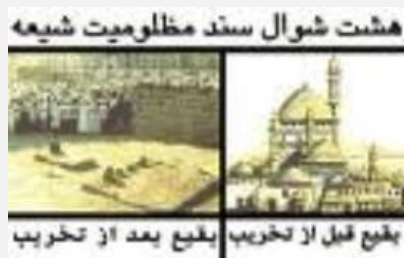 هشت شوال سند مظلومیت شیعه
بقیع قبل از تخریب
بقیع بعد از تخریب